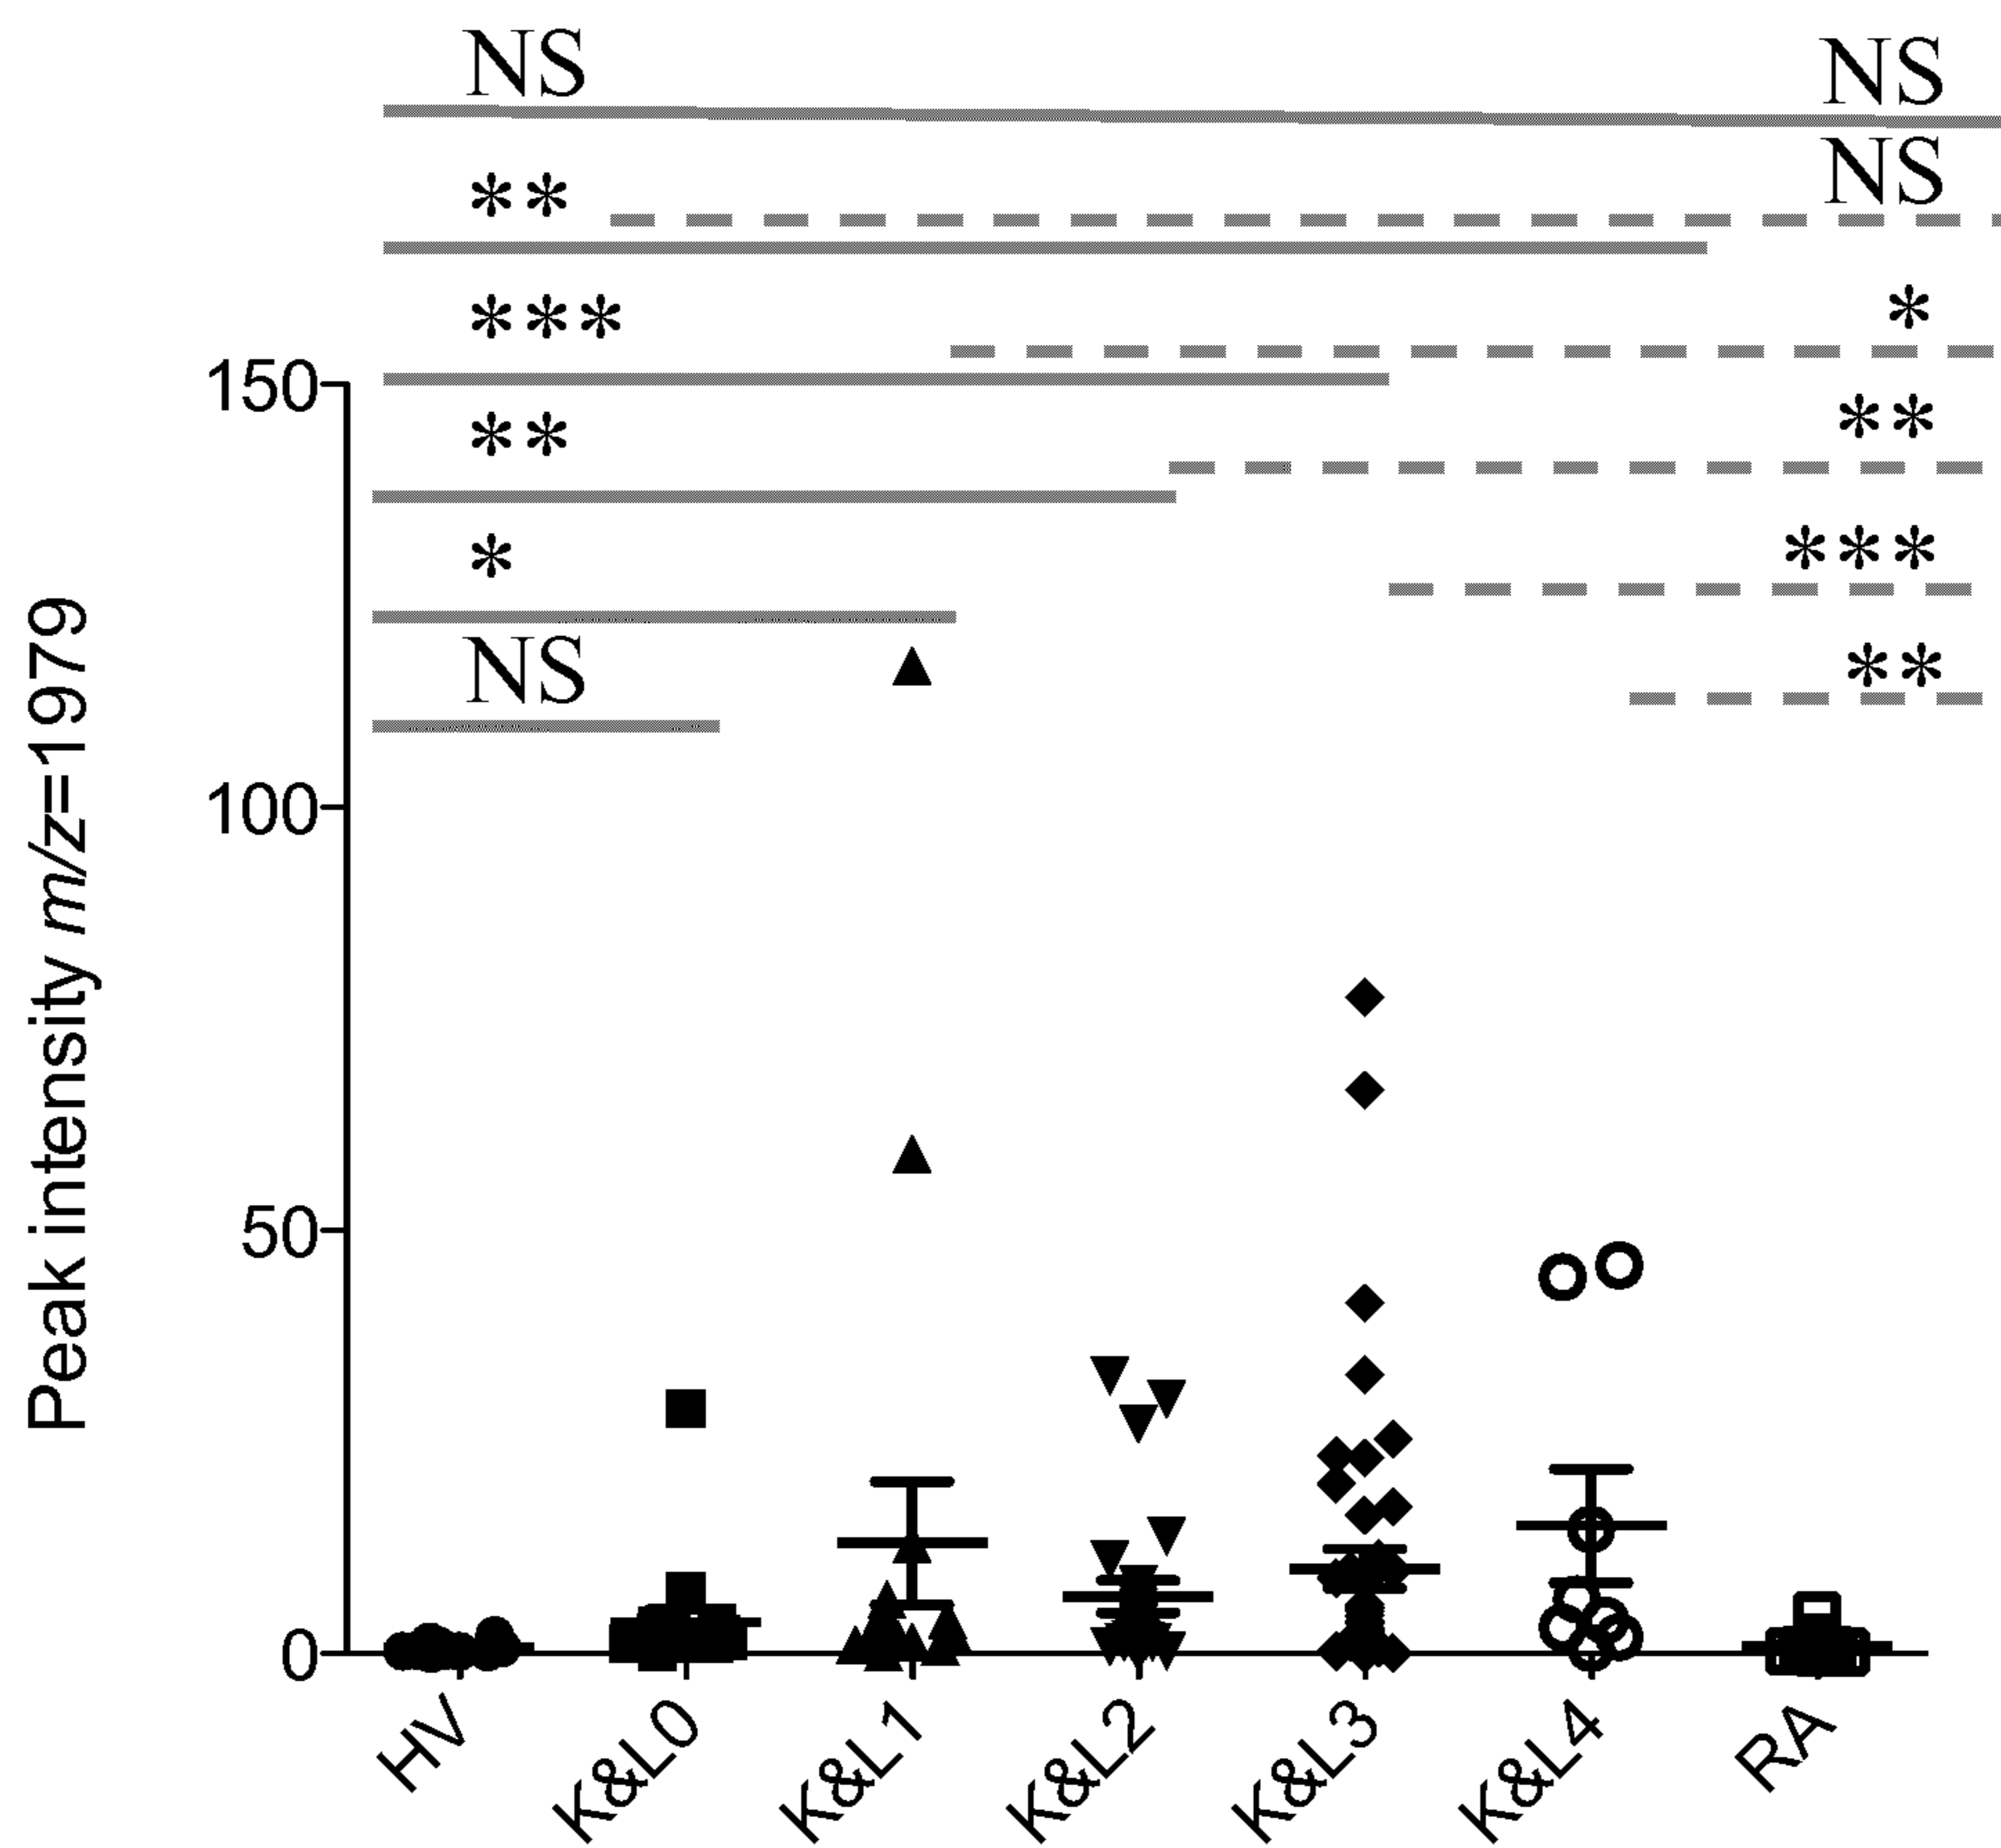 NS NS
NS
**
*** *
150
** **
* ***
NS **
100
50
0
Peak intensity m/z=1979
HV K&L0 K&L1 K&L2 K&L3 K&L4 RA